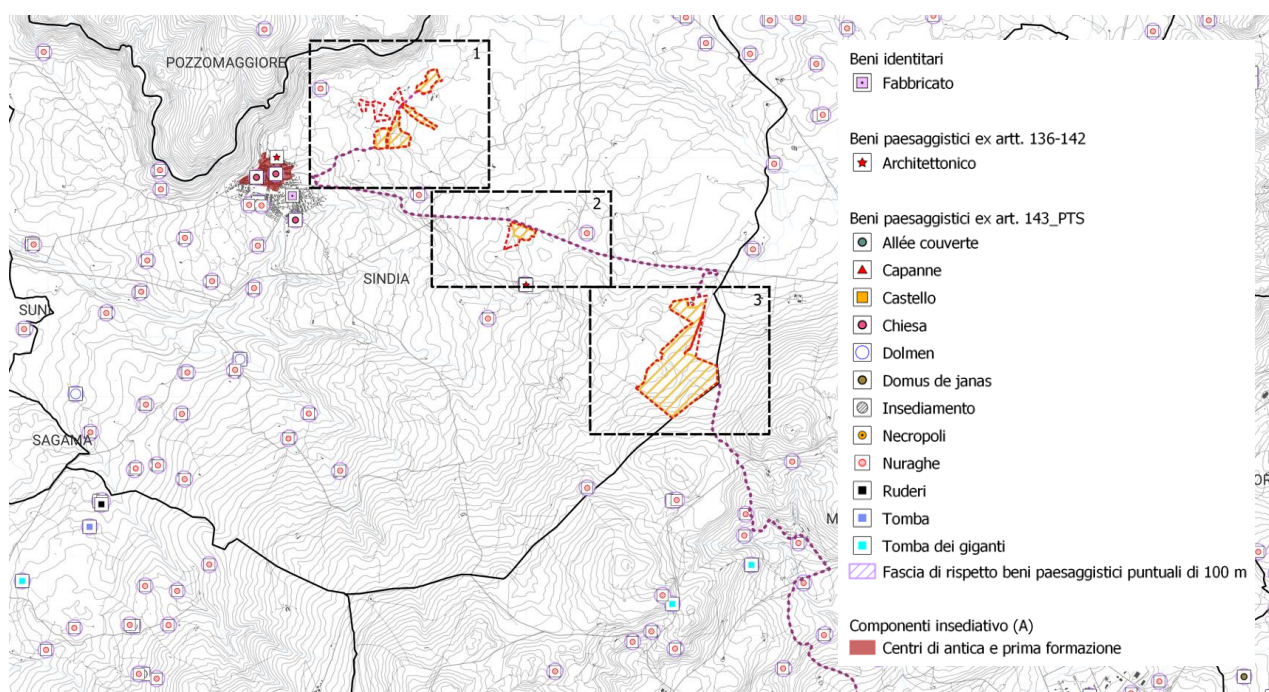 POZZOMAGGIORE
1
2
SINDIA
SUNI
3
SAGAMA
M
OR
Beni identitari
Fabbricato
Beni paesaggistici ex artt. 136-142
Architettonico
Beni paesaggistici ex art. 143_PTS
Allée couverte
Capanne
Castello
Chiesa
Dolmen
Domus de janas
Insediamento
Necropoli
Nuraghe
Ruderi
Tomba
Tomba dei giganti
Fascia di rispetto beni paesaggistici puntuali di 100 m
Componenti insediativo (A)
Centri di antica e prima formazione